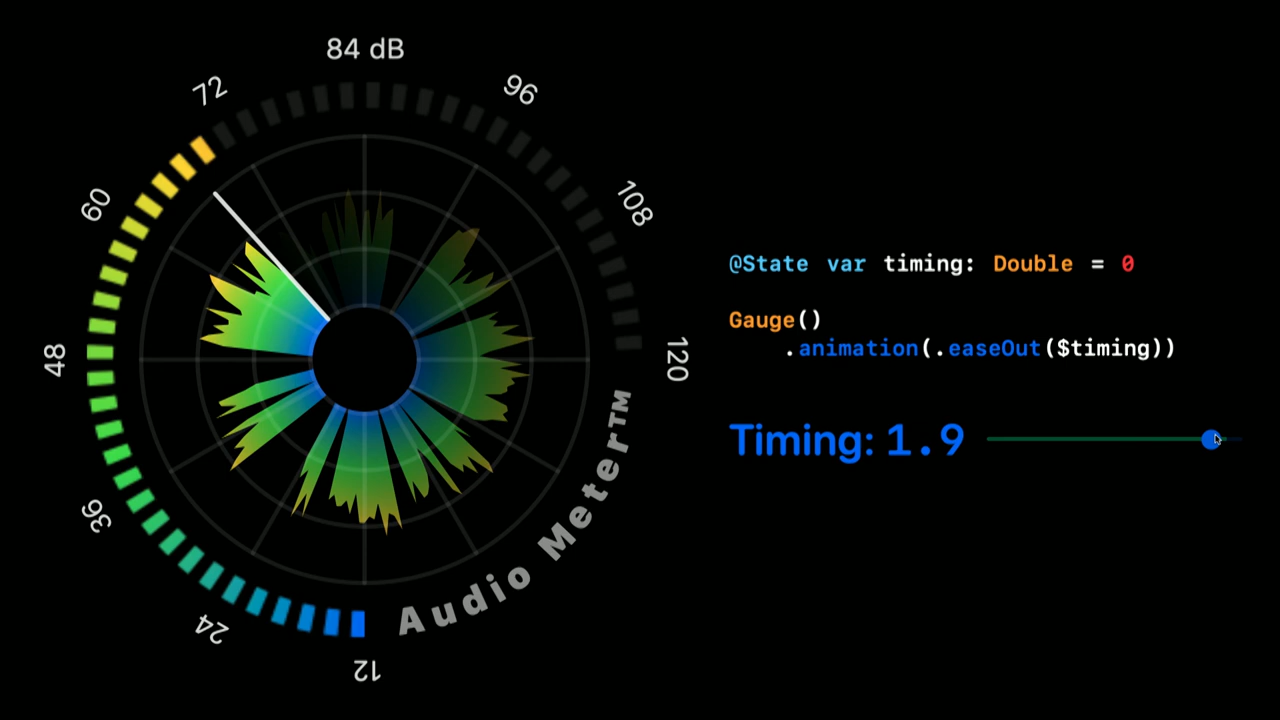 84 dB
72
96
60
108
48
120
36
24
12
Audio Meter™
@State var timing: Double = 0
Gauge()
.animation(.easeOut($timing))
Timing: 1.9